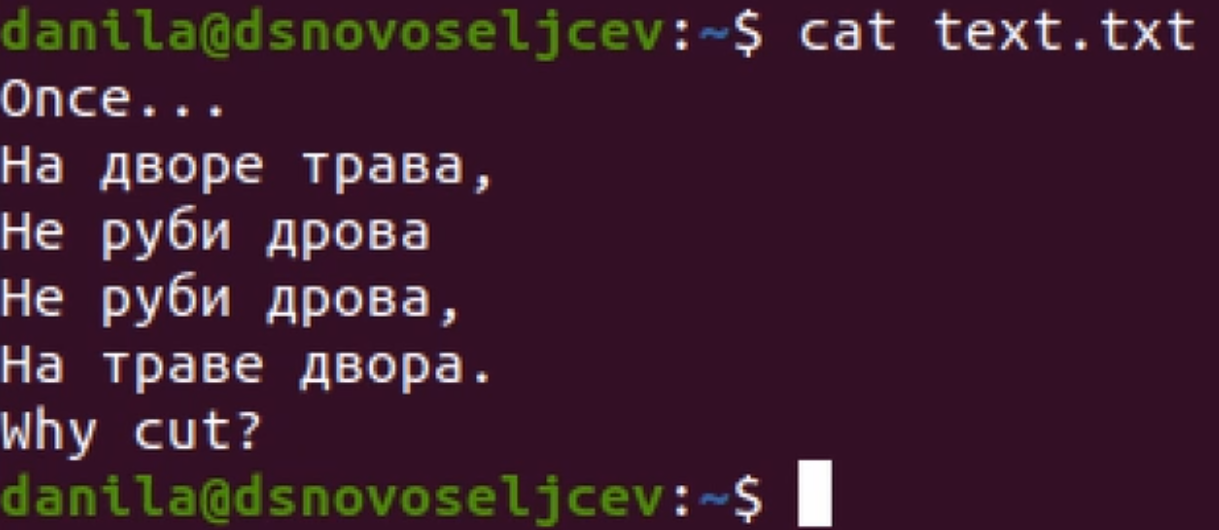 danila@dsnovoseljcev:~$ cat text.txt
Once...
На дворе трава,
Не руби дрова
Не руби дрова,
На траве двора.
Why cut?
danila@dsnovoseljcev:~$